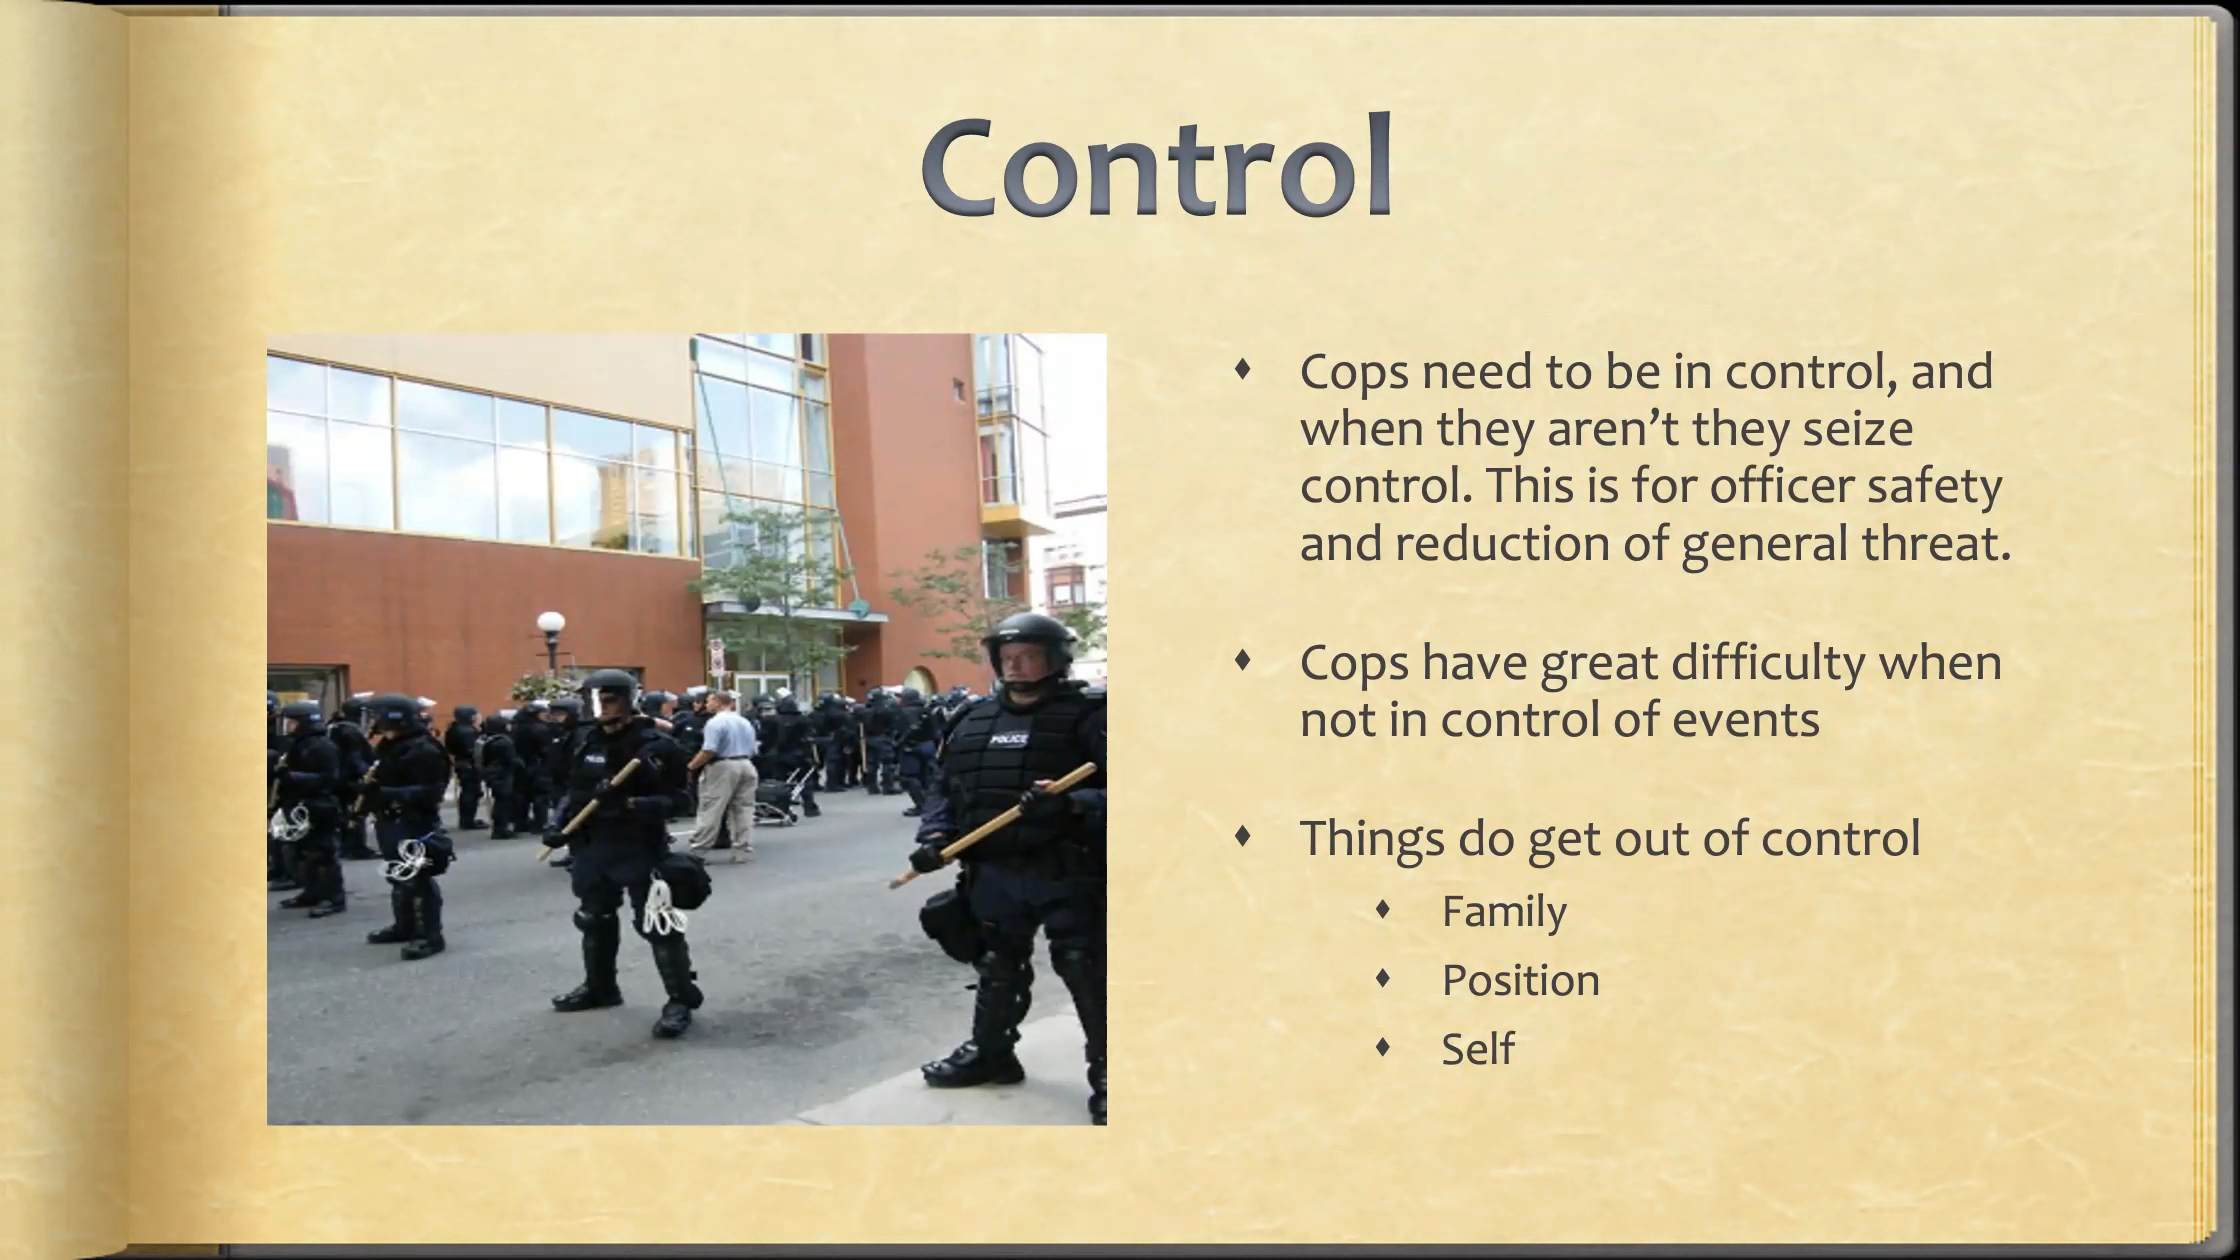 Control
Cops need to be in control, and
when they aren’t they seize
control. This is for officer safety
and reduction of general threat.
Cops have great difficulty when
not in control of events
Things do get out of control
Family
Position
Self
POLICE
POLICE